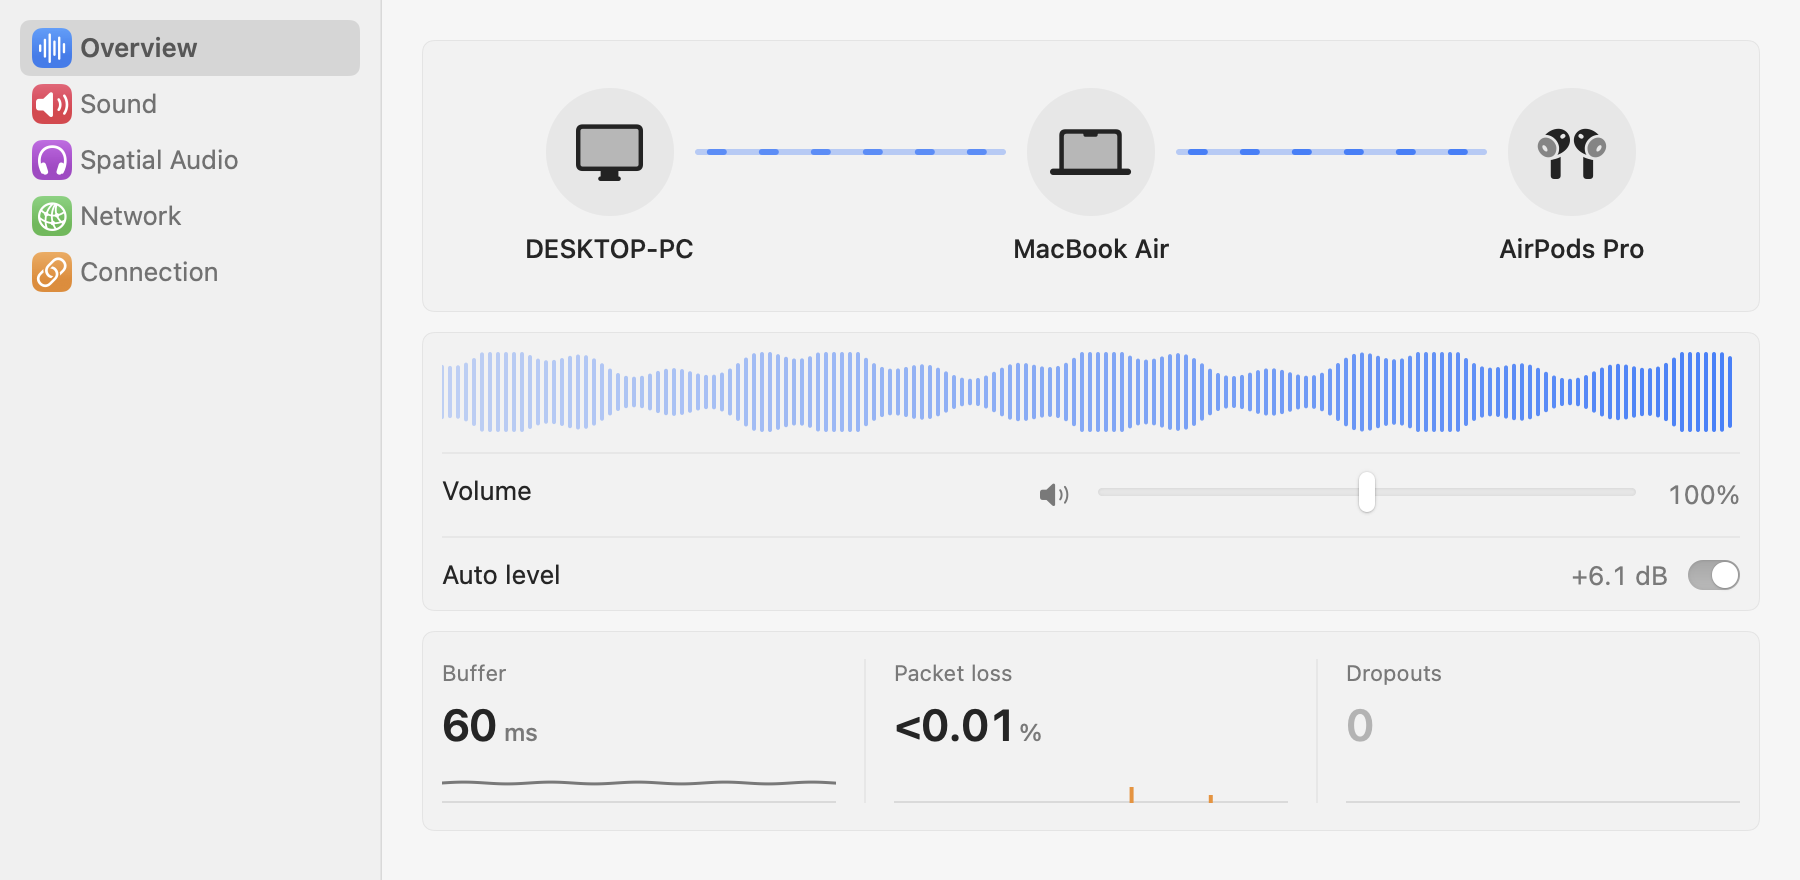 Overview
Sound
Spatial Audio
Network
Connection
DESKTOP-PC
MacBook Air
AirPods Pro
Volume
100%
Auto level
+6.1 dB
Buffer
60 ms
Packet loss
<0.01 %
Dropouts
0